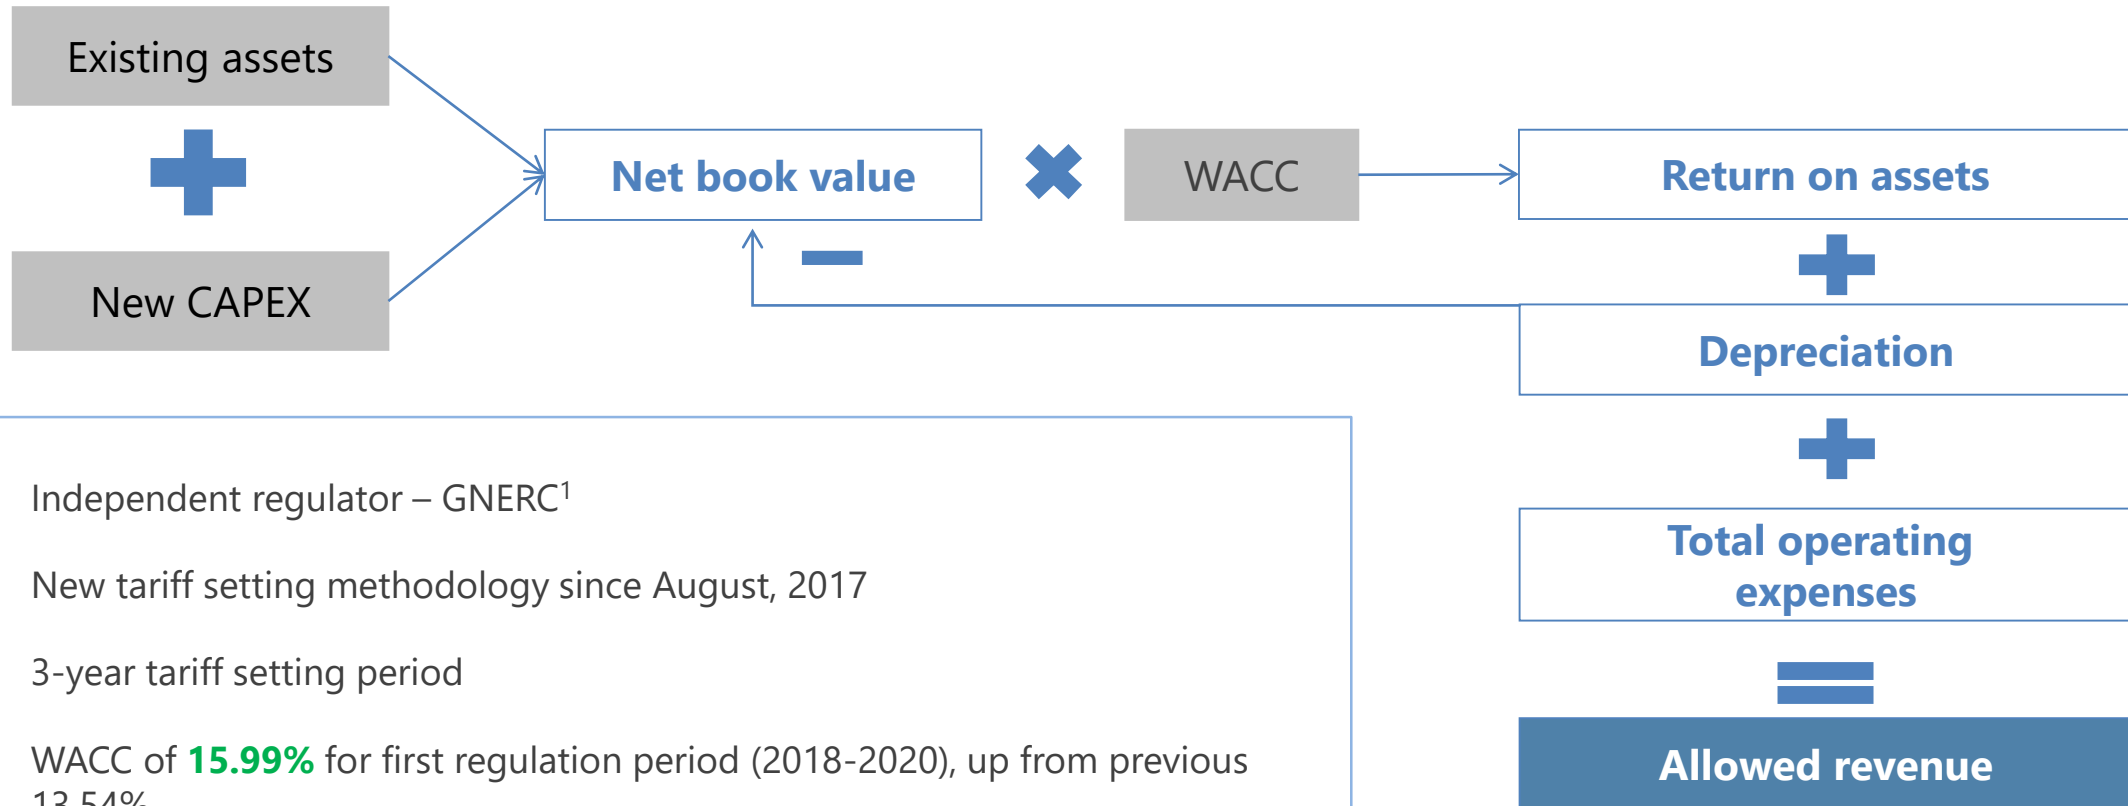 Existing assets
New CAPEX
Net book value
WACC
Return on assets
Depreciation
Total operating
expenses
Allowed revenue
Independent regulator – GNERC¹
New tariff setting methodology since August, 2017
3-year tariff setting period
WACC of 15.99% for first regulation period (2018-2020), up from previous
13.54%